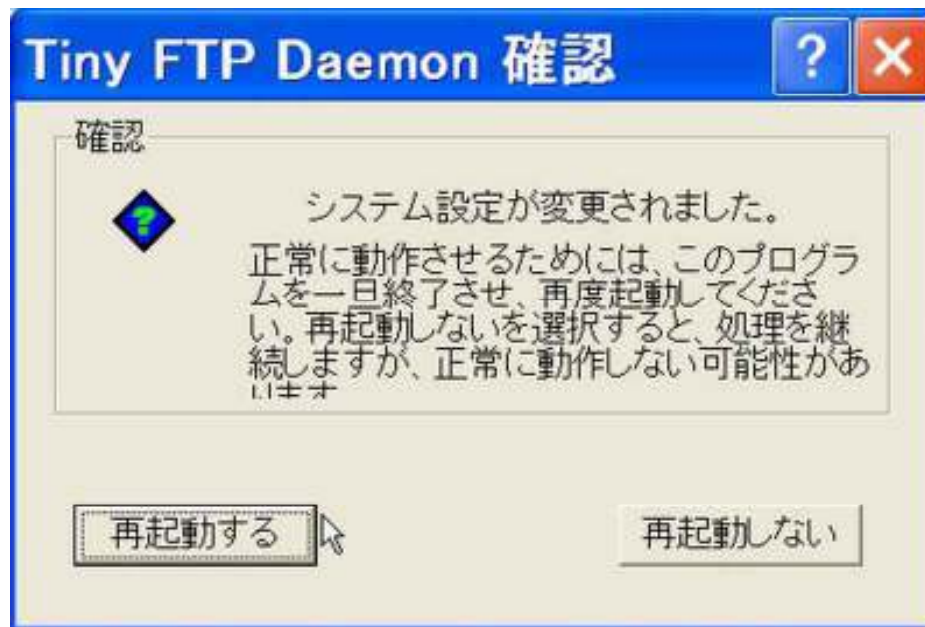 Tiny FTP Daemon 確認
確認
システム設定が変更されました。
正常に動作させるためには、このプログラ
ムを一旦終了させ、再度起動してくださ
い。再起動しないを選択すると、処理を継
続しますが、正常に動作しない可能性があ
ります
再起動する
再起動しない